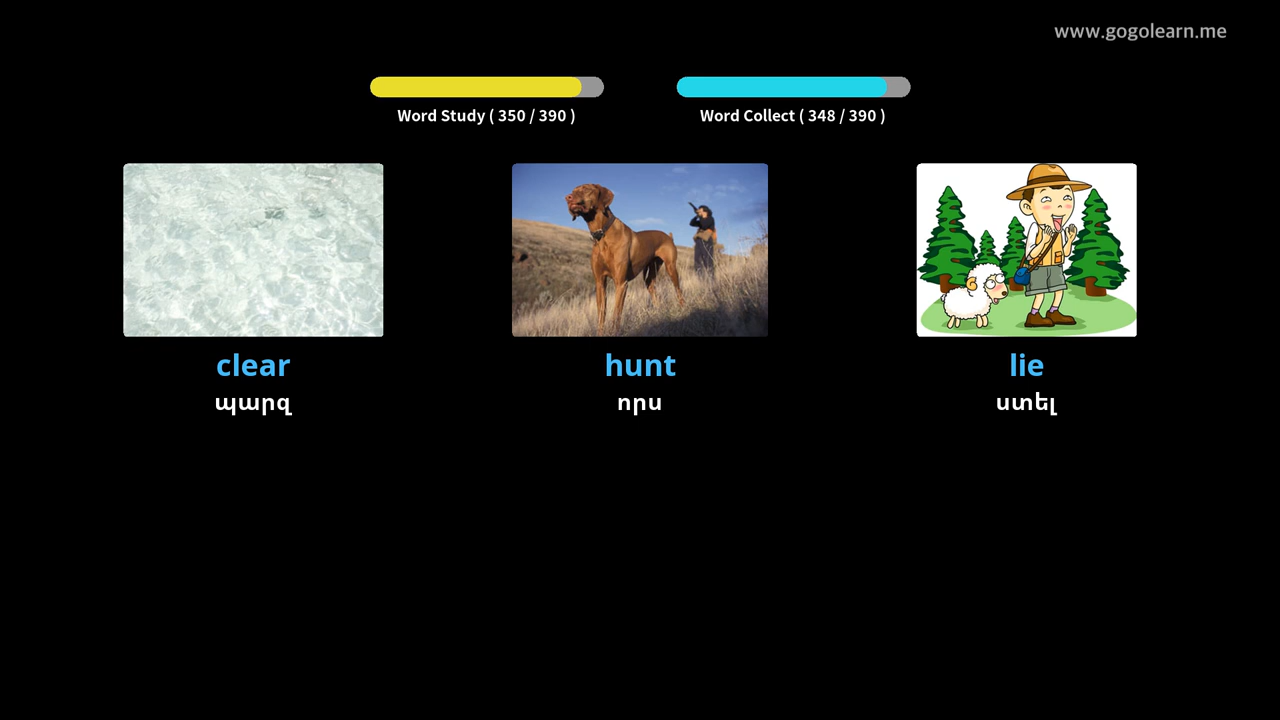 www.gogolearn.me
Word Study ( 350 / 390 )
Word Collect ( 348 / 390 )
clear
hunt
lie
պարզ
որս
ստել